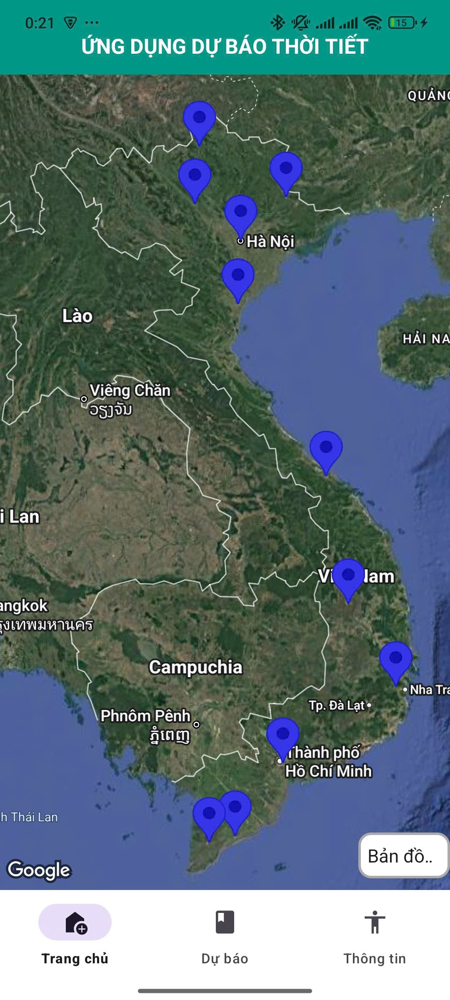 0:21
15
ỨNG DỤNG DỰ BÁO THỜI TIẾT
QUẢNG
Hà Nội
Lào
HẢI NA
Viêng Chăn
ວຽງຈັນ
i Lan
Vi Nam
angkok
รุงเทพมหานคร
Campuchia
Nha Tra
Tp. Đà Lạt
Phnôm Pênh
ភ្នំពេញ
Thành phố
Hồ Chí Minh
h Thái Lan
Bản đồ..
Google
Trang chủ
Dự báo
Thông tin